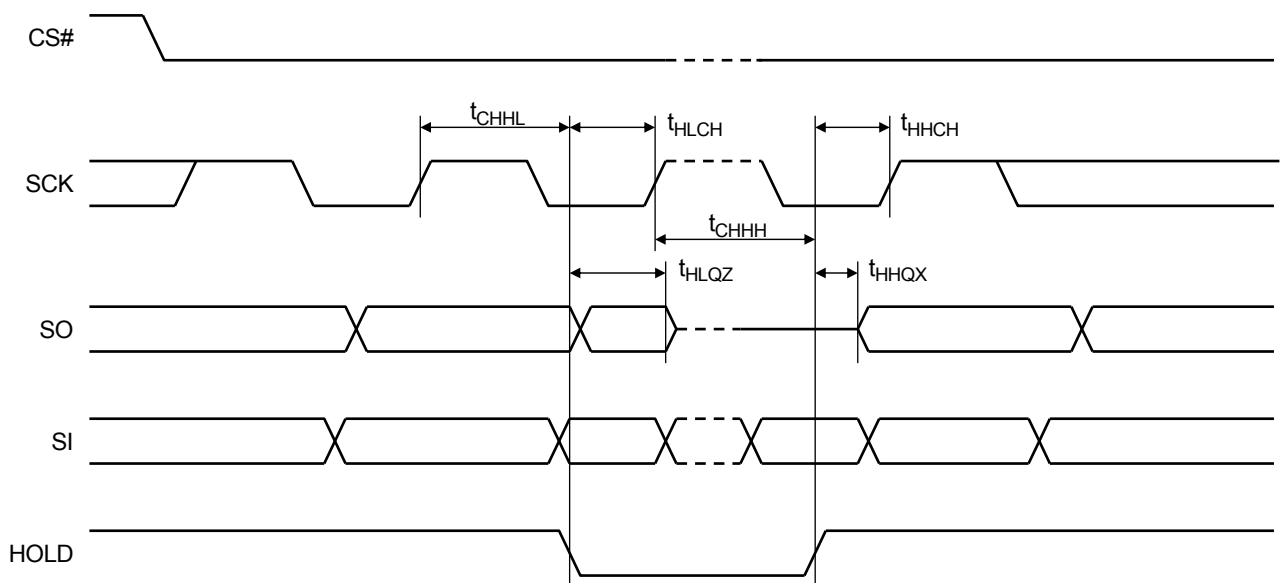 CS#
tCHHL
tHLCH
tHHCH
SCK
tCHHH
tHLQZ
tHHQX
SO
SI
HOLD